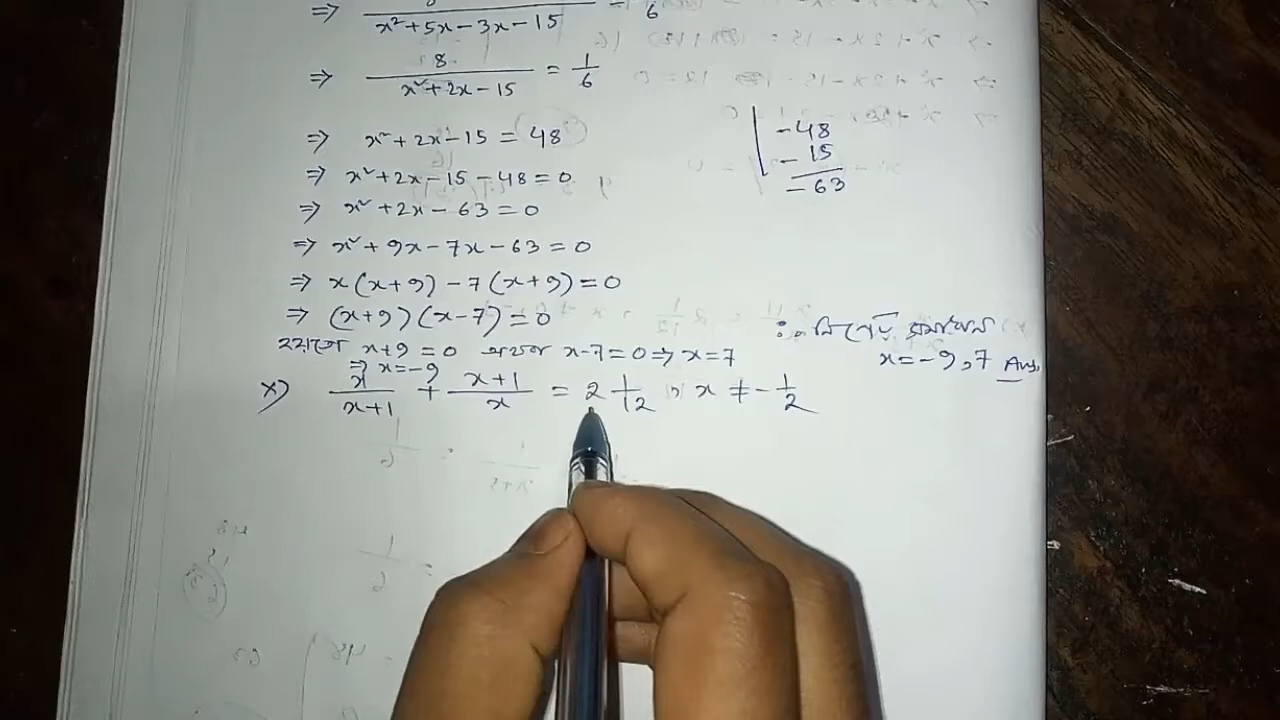 ⇒ 8/(x²+5x-3x-15) = 1/6
⇒ 8/(x²+2x-15) = 1/6
⇒ x²+2x-15 = 48
-48
-15
-63
⇒ x²+2x-15-48=0
⇒ x²+2x-63=0
⇒ x²+9x-7x-63=0
⇒ x(x+9)-7(x+9)=0
⇒ (x+9)(x-7)=0
হয়তো x+9=0 অথবা x-7=0⇒x=7
⇒ x=-9
∴ নির্ণেয় সমাধান
x=-9,7 Ans.
x) x/(x+1) + (x+1)/x = 2 1/12, x ≠ -1/2